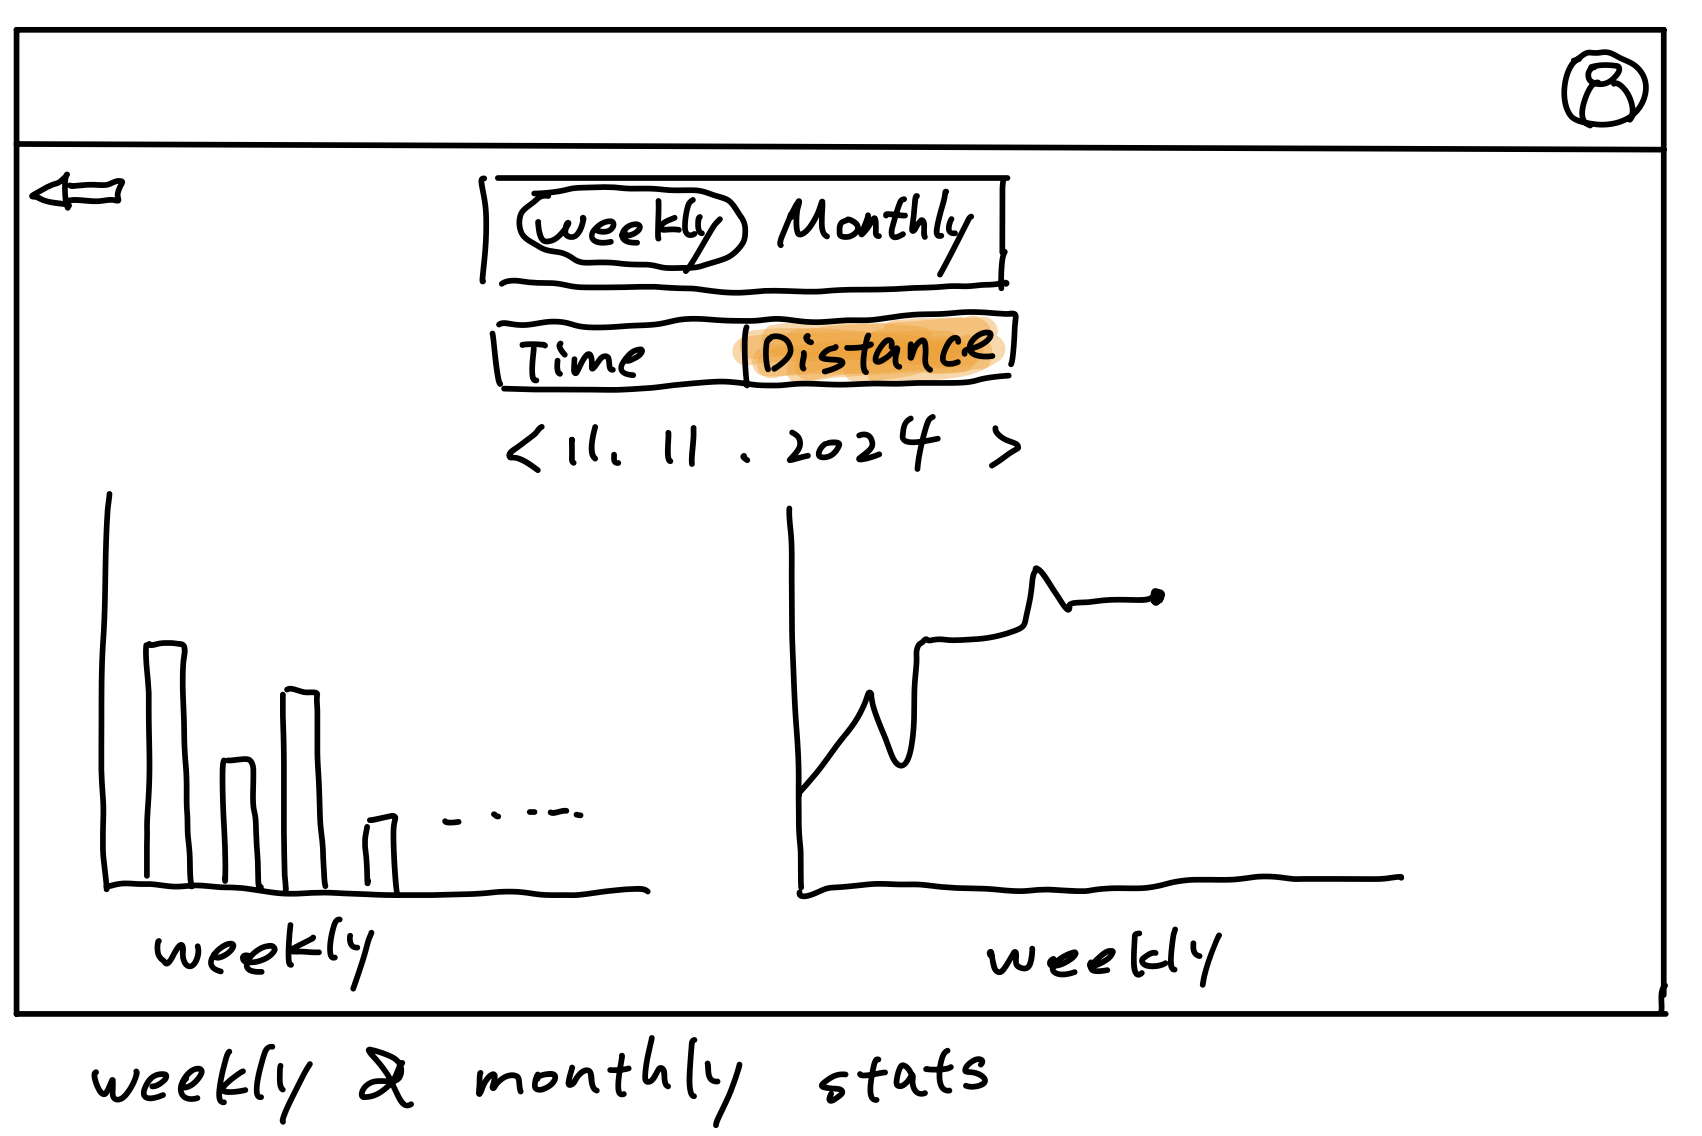 weekly Monthly
Time Distance
< 11. 11. 2024 >
weekly
weekly
weekly & monthly stats